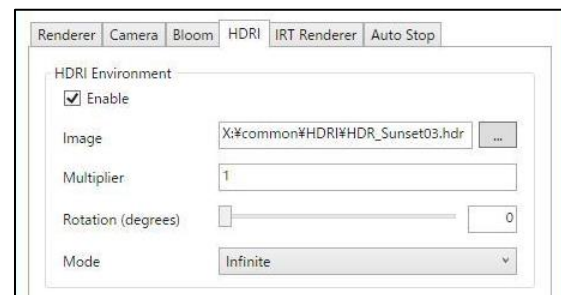 Renderer Camera Bloom HDRI IRT Renderer Auto Stop
HDRI Environment
Enable
Image X:¥common¥HDRI¥HDR_Sunset03.hdr ...
Multiplier 1
Rotation (degrees) 0
Mode Infinite